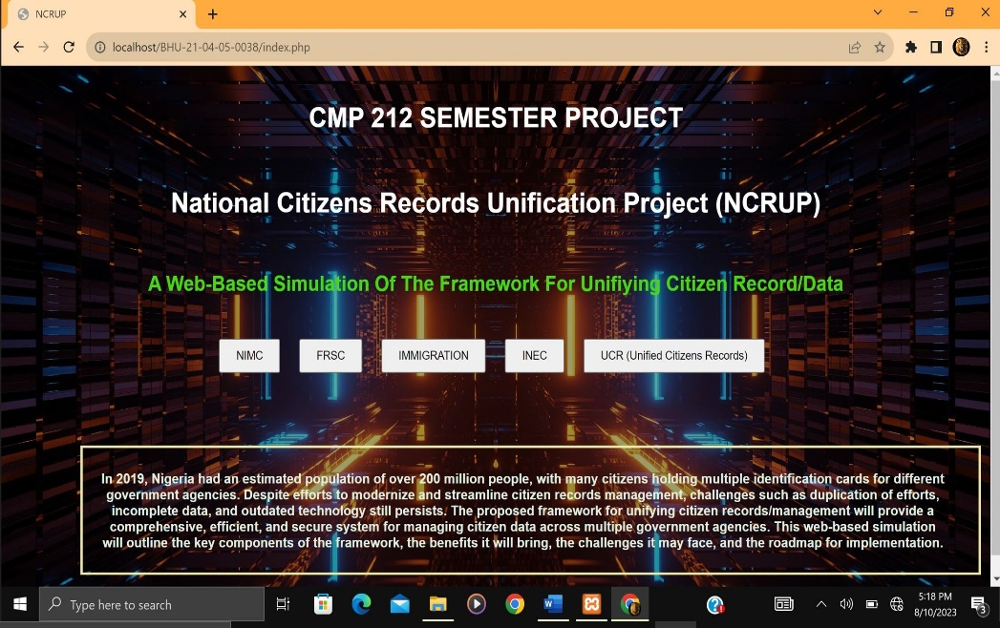 NCRUP
localhost/BHU-21-04-05-0038/index.php
CMP 212 SEMESTER PROJECT
National Citizens Records Unification Project (NCRUP)
A Web-Based Simulation Of The Framework For Unifiying Citizen Record/Data
NIMC FRSC IMMIGRATION INEC UCR (Unified Citizens Records)
In 2019, Nigeria had an estimated population of over 200 million people, with many citizens holding multiple identification cards for different
government agencies. Despite efforts to modernize and streamline citizen records management, challenges such as duplication of efforts,
incomplete data, and outdated technology still persists. The proposed framework for unifying citizen records/management will provide a
comprehensive, efficient, and secure system for managing citizen data across multiple government agencies. This web-based simulation
will outline the key components of the framework, the benefits it will bring, the challenges it may face, and the roadmap for implementation.
Type here to search
5:18 PM
8/10/2023
3